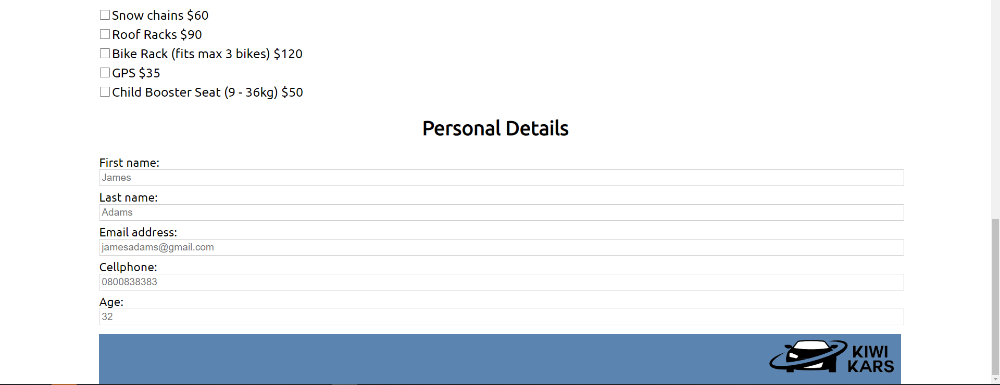 Snow chains $60
Roof Racks $90
Bike Rack (fits max 3 bikes) $120
GPS $35
Child Booster Seat (9 - 36kg) $50
Personal Details
First name:
James
Last name:
Adams
Email address:
jamesadams@gmail.com
Cellphone:
0800838383
Age:
32
KIWI
KARS